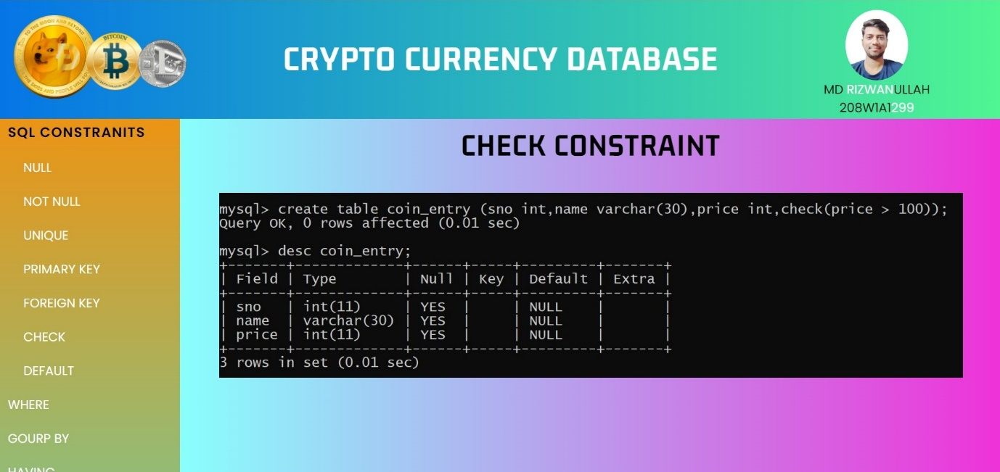 TO THE MOON AND BEYOND
BITCOIN
CRYPTO CURRENCY DATABASE
MD RIZWANULLAH
208W1A1299
SQL CONSTRANITS
NULL
NOT NULL
UNIQUE
PRIMARY KEY
FOREIGN KEY
CHECK
DEFAULT
WHERE
GOURP BY
HAVING
CHECK CONSTRAINT
mysql> create table coin_entry (sno int,name varchar(30),price int,check(price > 100));
Query OK, 0 rows affected (0.01 sec)
mysql> desc coin_entry;
+-------+-------------+------+-----+---------+-------+
| Field | Type        | Null | Key | Default | Extra |
+-------+-------------+------+-----+---------+-------+
| sno   | int(11)     | YES  |     | NULL    |       |
| name  | varchar(30) | YES  |     | NULL    |       |
| price | int(11)     | YES  |     | NULL    |       |
+-------+-------------+------+-----+---------+-------+
3 rows in set (0.01 sec)